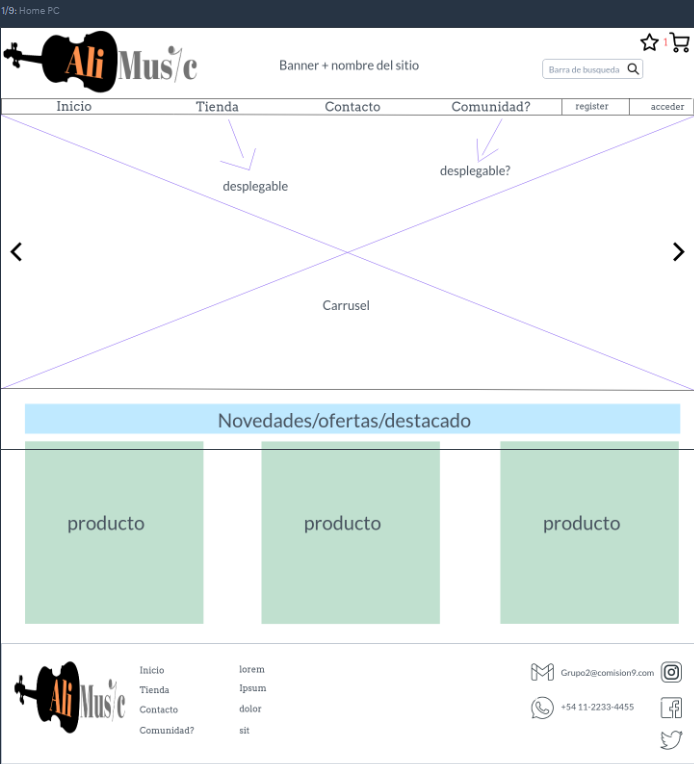 1/9: Home PC
Ali Music
Banner + nombre del sitio
1
Barra de busqueda
Inicio
Tienda
Contacto
Comunidad?
register
acceder
desplegable
desplegable?
Carrusel
Novedades/ofertas/destacado
producto
producto
producto
Ali Music
Inicio
Tienda
Contacto
Comunidad?
lorem
Ipsum
dolor
sit
Grupo2@comision9.com
+54 11-2233-4455